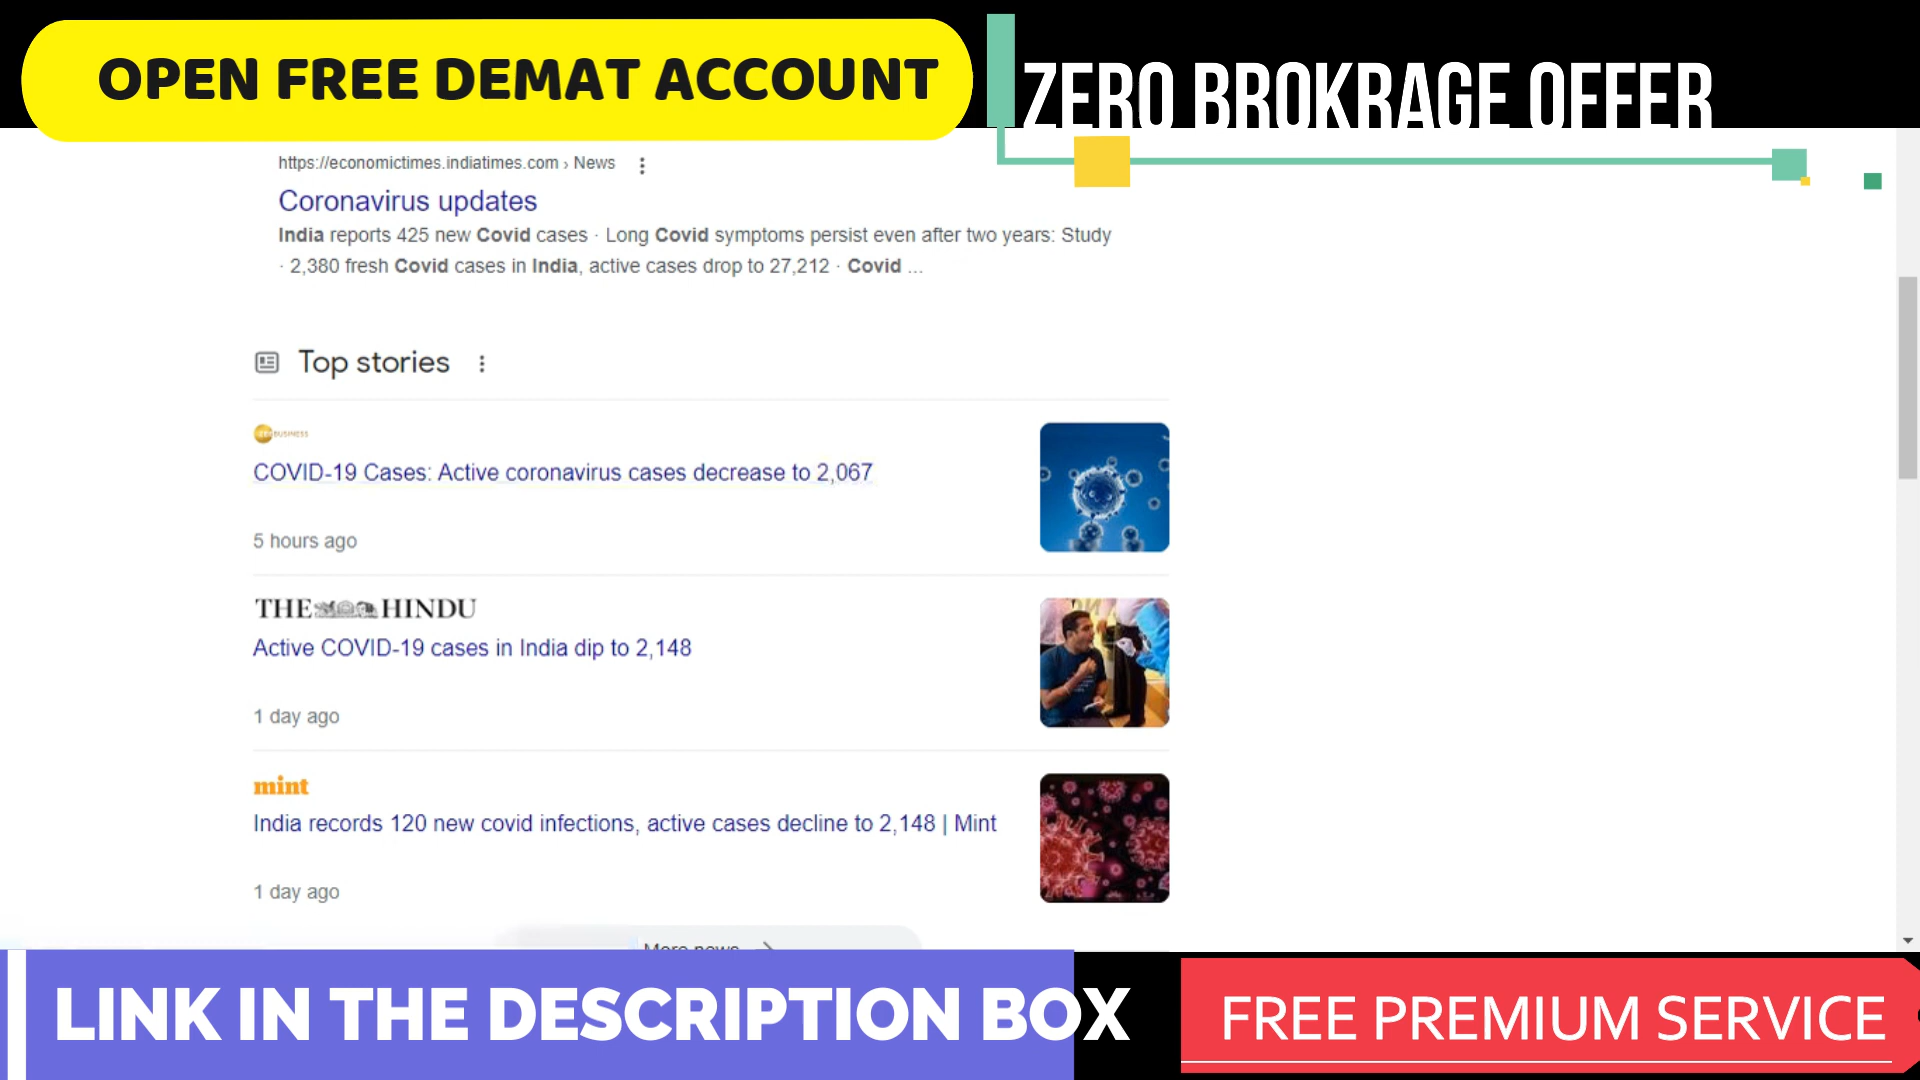 OPEN FREE DEMAT ACCOUNT
ZERO BROKRAGE OFFER
https://economictimes.indiatimes.com › News
Coronavirus updates
India reports 425 new Covid cases · Long Covid symptoms persist even after two years: Study
· 2,380 fresh Covid cases in India, active cases drop to 27,212 · Covid ...
Top stories
ZEE BUSINESS
COVID-19 Cases: Active coronavirus cases decrease to 2,067
5 hours ago
THE HINDU
Active COVID-19 cases in India dip to 2,148
1 day ago
mint
India records 120 new covid infections, active cases decline to 2,148 | Mint
1 day ago
More news
LINK IN THE DESCRIPTION BOX
FREE PREMIUM SERVICE